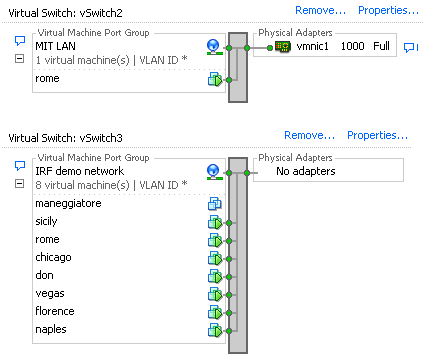 Virtual Switch: vSwitch2 Remove... Properties...
Virtual Machine Port Group Physical Adapters
MIT LAN vmnic1 1000 Full
1 virtual machine(s) | VLAN ID *
rome
Virtual Switch: vSwitch3 Remove... Properties...
Virtual Machine Port Group Physical Adapters
IRF demo network No adapters
8 virtual machine(s) | VLAN ID *
maneggiatore
sicily
rome
chicago
don
vegas
florence
naples